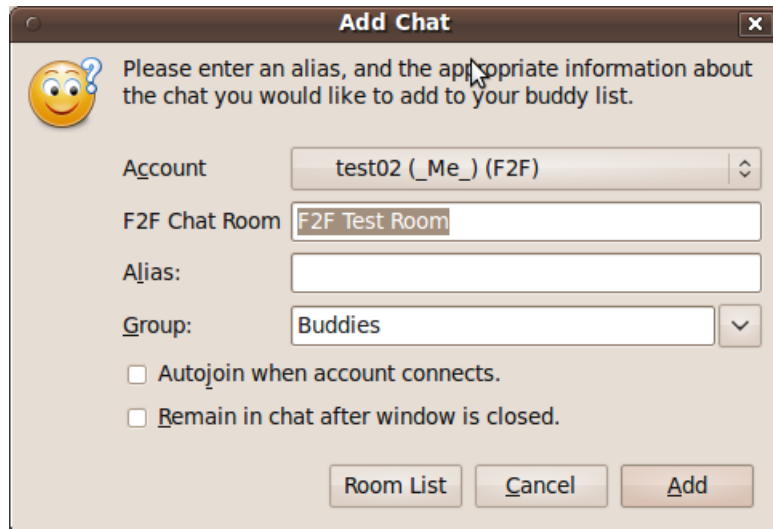 Add Chat
Please enter an alias, and the appropriate information about
the chat you would like to add to your buddy list.
Account test02 (_Me_) (F2F)
F2F Chat Room F2F Test Room
Alias:
Group: Buddies
Autojoin when account connects.
Remain in chat after window is closed.
Room List Cancel Add